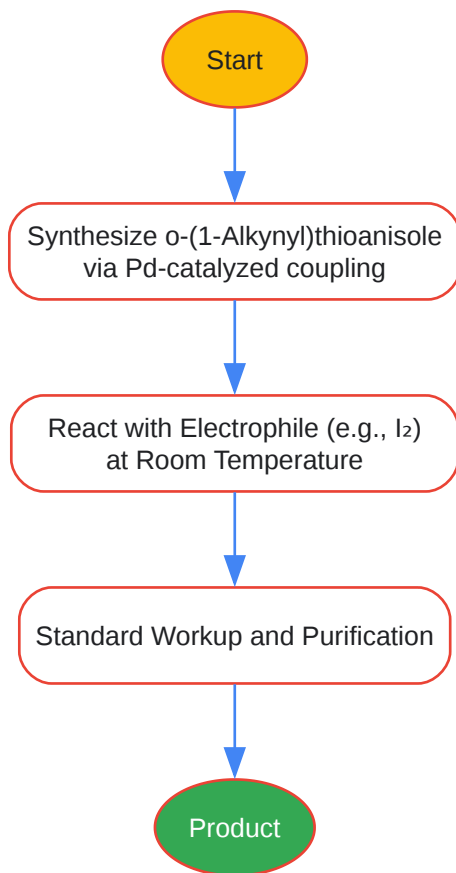 Start
Synthesize o-(1-Alkynyl)thioanisole
via Pd-catalyzed coupling
React with Electrophile (e.g., I₂)
at Room Temperature
Standard Workup and Purification
Product